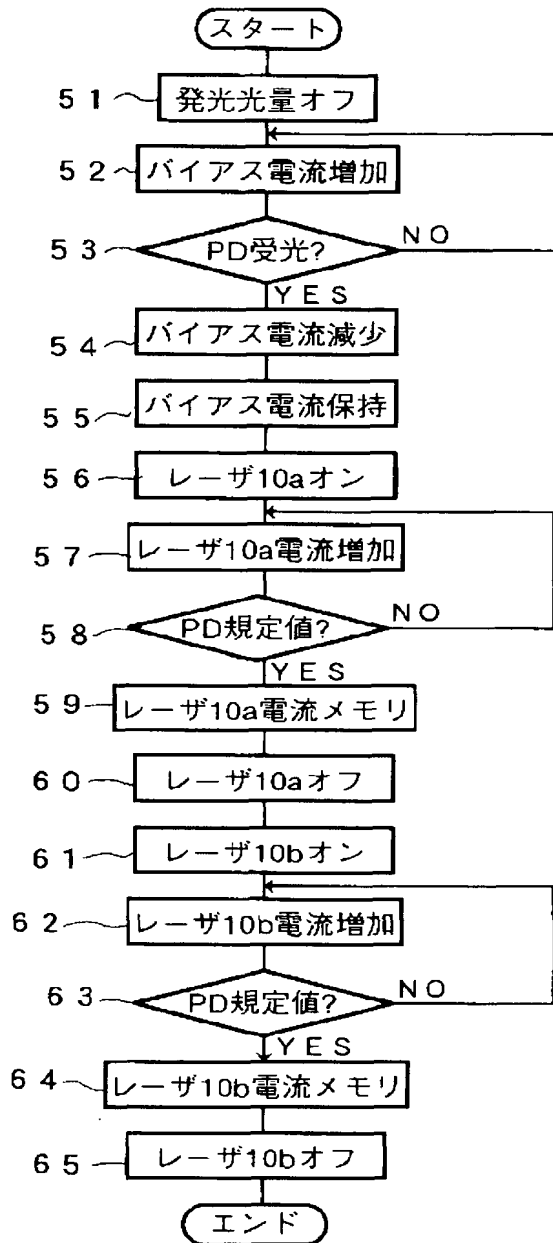 スタート
51 発光光量オフ
52 バイアス電流増加
53 PD受光? NO
YES
54 バイアス電流減少
55 バイアス電流保持
56 レーザ10aオン
57 レーザ10a電流増加
58 PD規定値? NO
YES
59 レーザ10a電流メモリ
60 レーザ10aオフ
61 レーザ10bオン
62 レーザ10b電流増加
63 PD規定値? NO
YES
64 レーザ10b電流メモリ
65 レーザ10bオフ
エンド